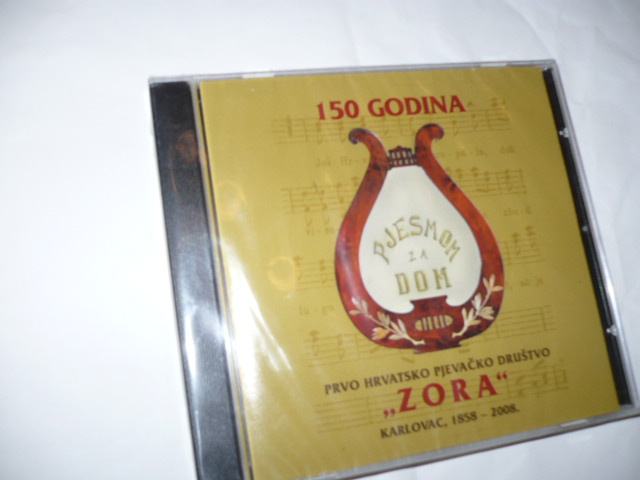 150 GODINA
PJESMOM
ZA
DOM
PRVO HRVATSKO PJEVAČKO DRUŠTVO
„ZORA“
KARLOVAC, 1858 – 2008.